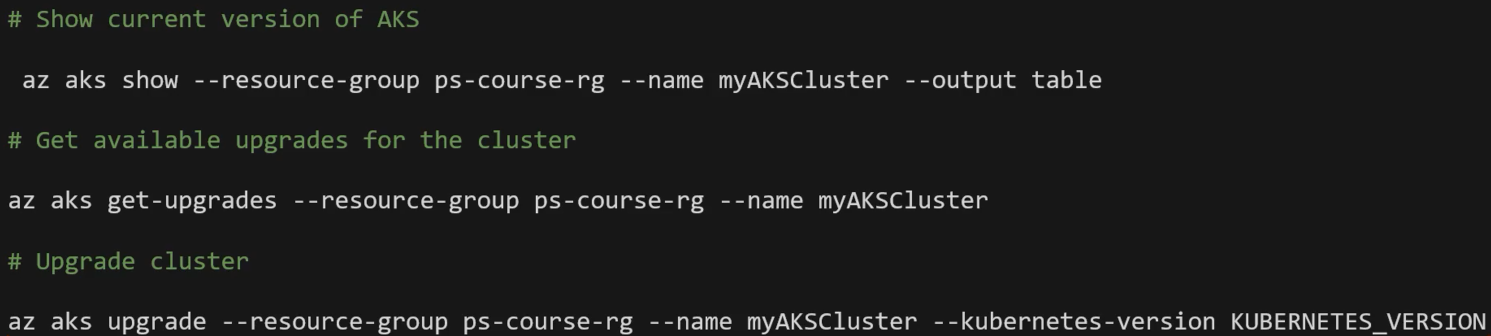 # Show current version of AKS
az aks show --resource-group ps-course-rg --name myAKSCluster --output table
# Get available upgrades for the cluster
az aks get-upgrades --resource-group ps-course-rg --name myAKSCluster
# Upgrade cluster
az aks upgrade --resource-group ps-course-rg --name myAKSCluster --kubernetes-version KUBERNETES_VERSION